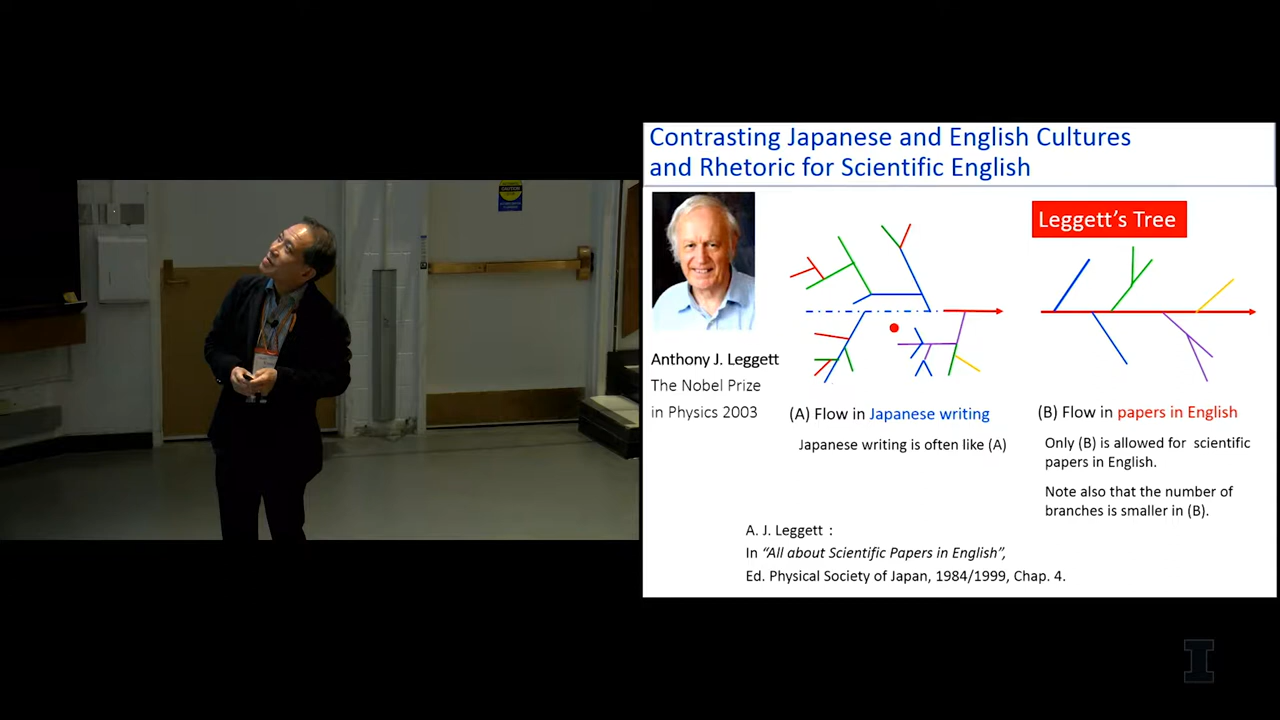 CAUTION
Contrasting Japanese and English Cultures
and Rhetoric for Scientific English
Leggett's Tree
Anthony J. Leggett
The Nobel Prize
in Physics 2003
(A) Flow in Japanese writing
Japanese writing is often like (A)
(B) Flow in papers in English
Only (B) is allowed for scientific
papers in English.
Note also that the number of
branches is smaller in (B).
A. J. Leggett :
In “All about Scientific Papers in English”,
Ed. Physical Society of Japan, 1984/1999, Chap. 4.
I